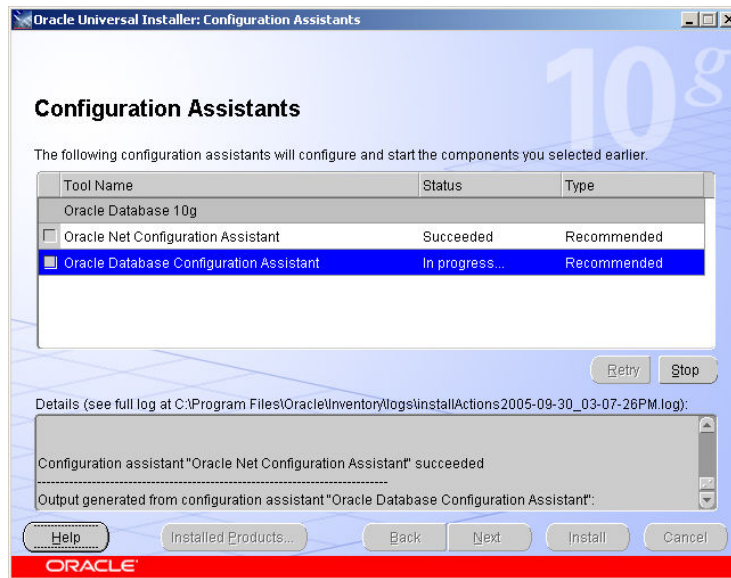 Oracle Universal Installer: Configuration Assistants
10g
Configuration Assistants
The following configuration assistants will configure and start the components you selected earlier.
Tool Name Status Type
Oracle Database 10g
Oracle Net Configuration Assistant Succeeded Recommended
Oracle Database Configuration Assistant In progress... Recommended
Retry Stop
Details (see full log at C:\Program Files\Oracle\Inventory\logs\installActions2005-09-30_03-07-26PM.log):
Configuration assistant "Oracle Net Configuration Assistant" succeeded
-----------------------------------------------------------------------------
Output generated from configuration assistant "Oracle Database Configuration Assistant":
Help Installed Products... Back Next Install Cancel
ORACLE